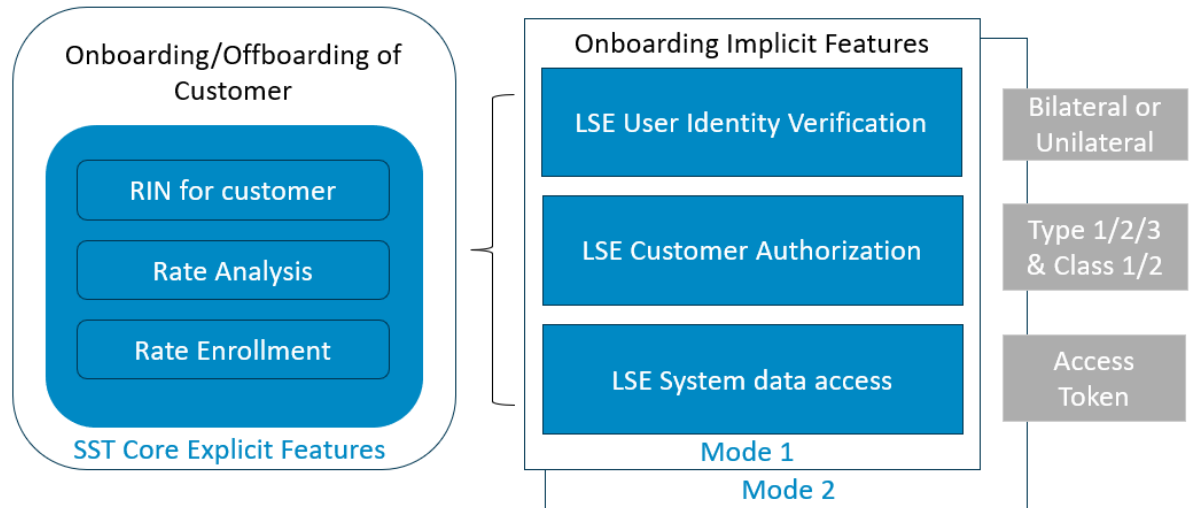 Onboarding/Offboarding of
Customer
RIN for customer
Rate Analysis
Rate Enrollment
SST Core Explicit Features
Onboarding Implicit Features
LSE User Identity Verification
LSE Customer Authorization
LSE System data access
Mode 1
Mode 2
Bilateral or
Unilateral
Type 1/2/3
& Class 1/2
Access
Token